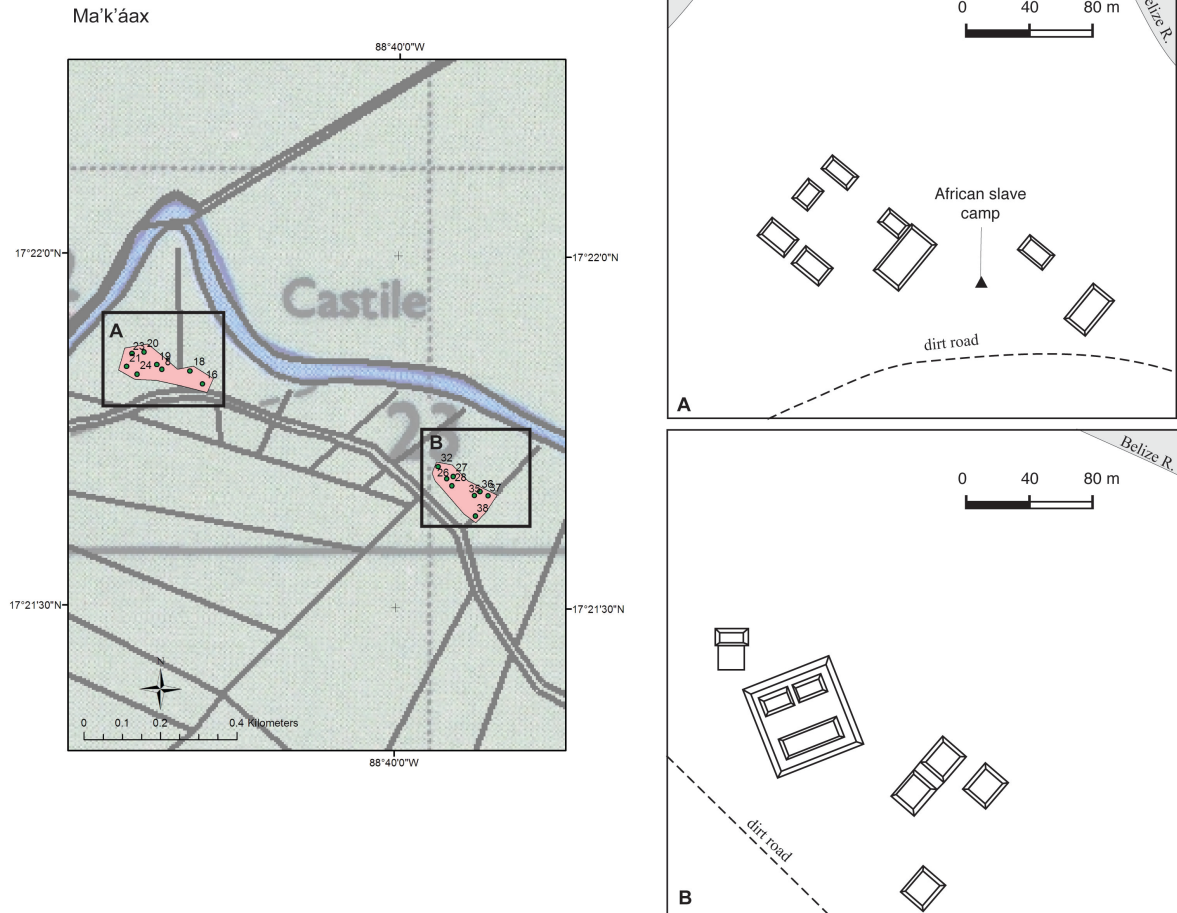 Ma'k'áax
88°40'0"W
17°22'0"N
17°22'0"N
Castile
A
23 20
21
19
24
8
18
16
23
B
32
27
26
28
36
35
37
38
17°21'30"N
17°21'30"N
N
0 0.1 0.2 0.4 Kilometers
88°40'0"W
0 40 80 m
elize R.
African slave
camp
dirt road
A
Belize R.
0 40 80 m
dirt road
B